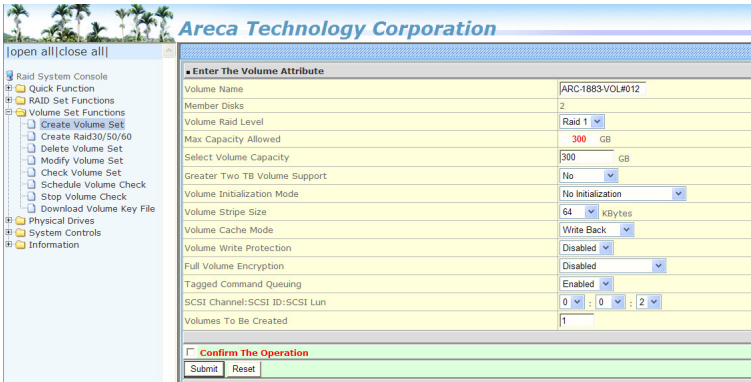 Areca Technology Corporation
|open all|close all|
Raid System Console
Quick Function
RAID Set Functions
Volume Set Functions
Create Volume Set
Create Raid30/50/60
Delete Volume Set
Modify Volume Set
Check Volume Set
Schedule Volume Check
Stop Volume Check
Download Volume Key File
Physical Drives
System Controls
Information
Enter The Volume Attribute
Volume Name ARC-1883-VOL#012
Member Disks 2
Volume Raid Level Raid 1
Max Capacity Allowed 300 GB
Select Volume Capacity 300 GB
Greater Two TB Volume Support No
Volume Initialization Mode No Initialization
Volume Stripe Size 64 KBytes
Volume Cache Mode Write Back
Volume Write Protection Disabled
Full Volume Encryption Disabled
Tagged Command Queuing Enabled
SCSI Channel:SCSI ID:SCSI Lun 0 : 0 : 2
Volumes To Be Created 1
Confirm The Operation
Submit Reset